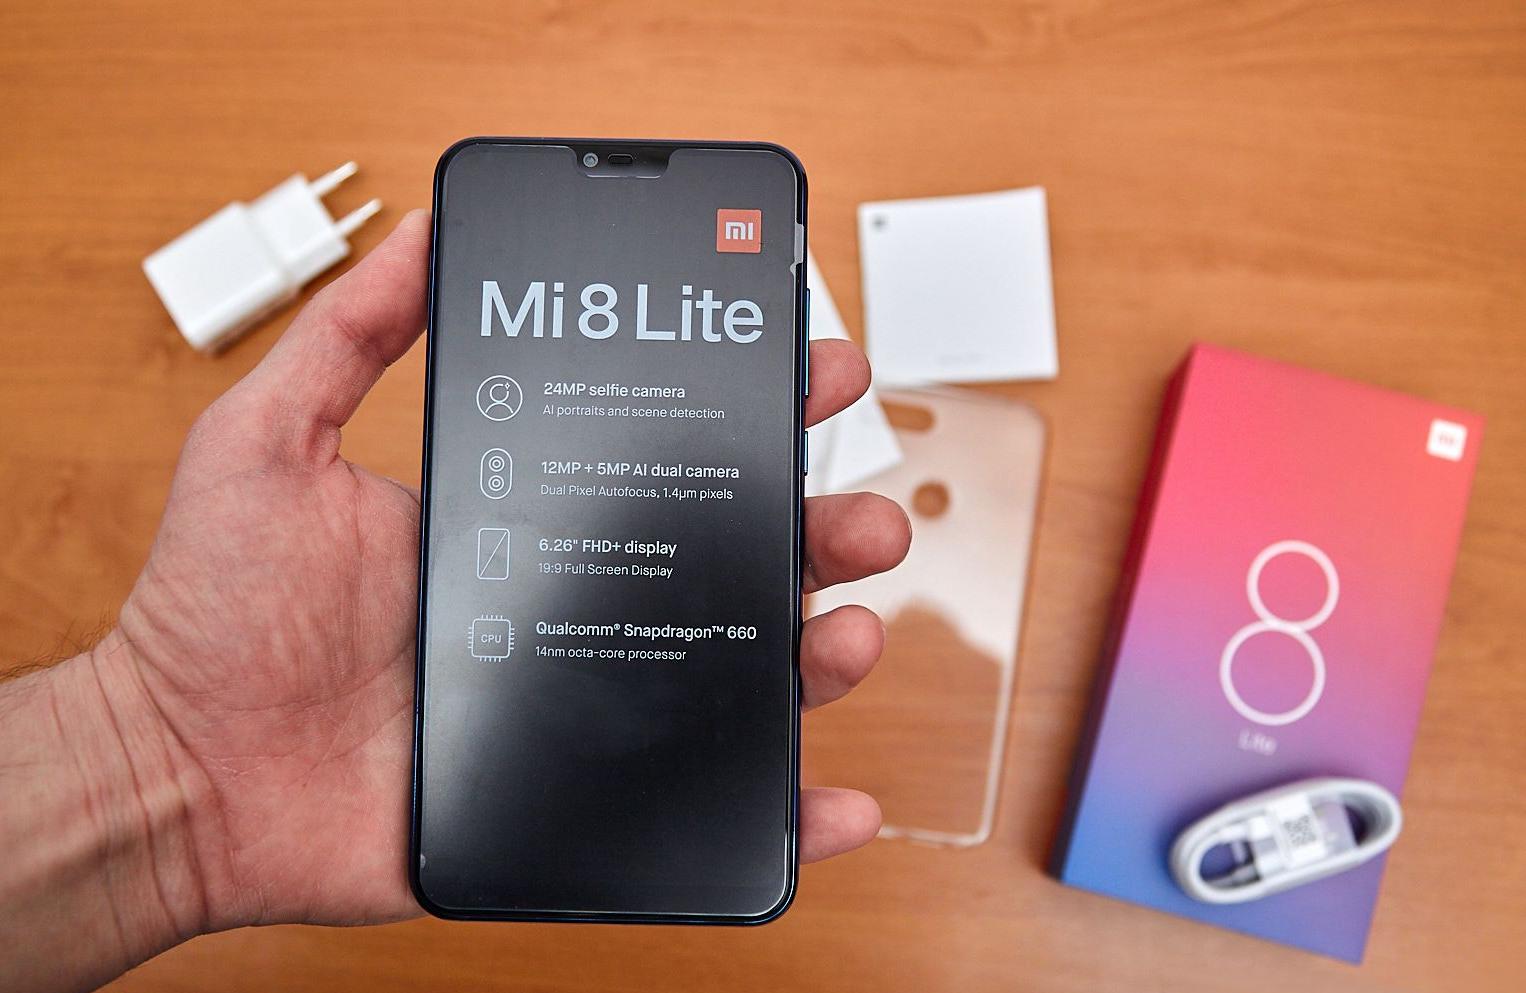 mi
Mi 8 Lite
24MP selfie camera
AI portraits and scene detection
12MP + 5MP AI dual camera
Dual Pixel Autofocus, 1.4μm pixels
6.26" FHD+ display
19:9 Full Screen Display
CPU
Qualcomm® Snapdragon™ 660
14nm octa-core processor
mi
8
Lite